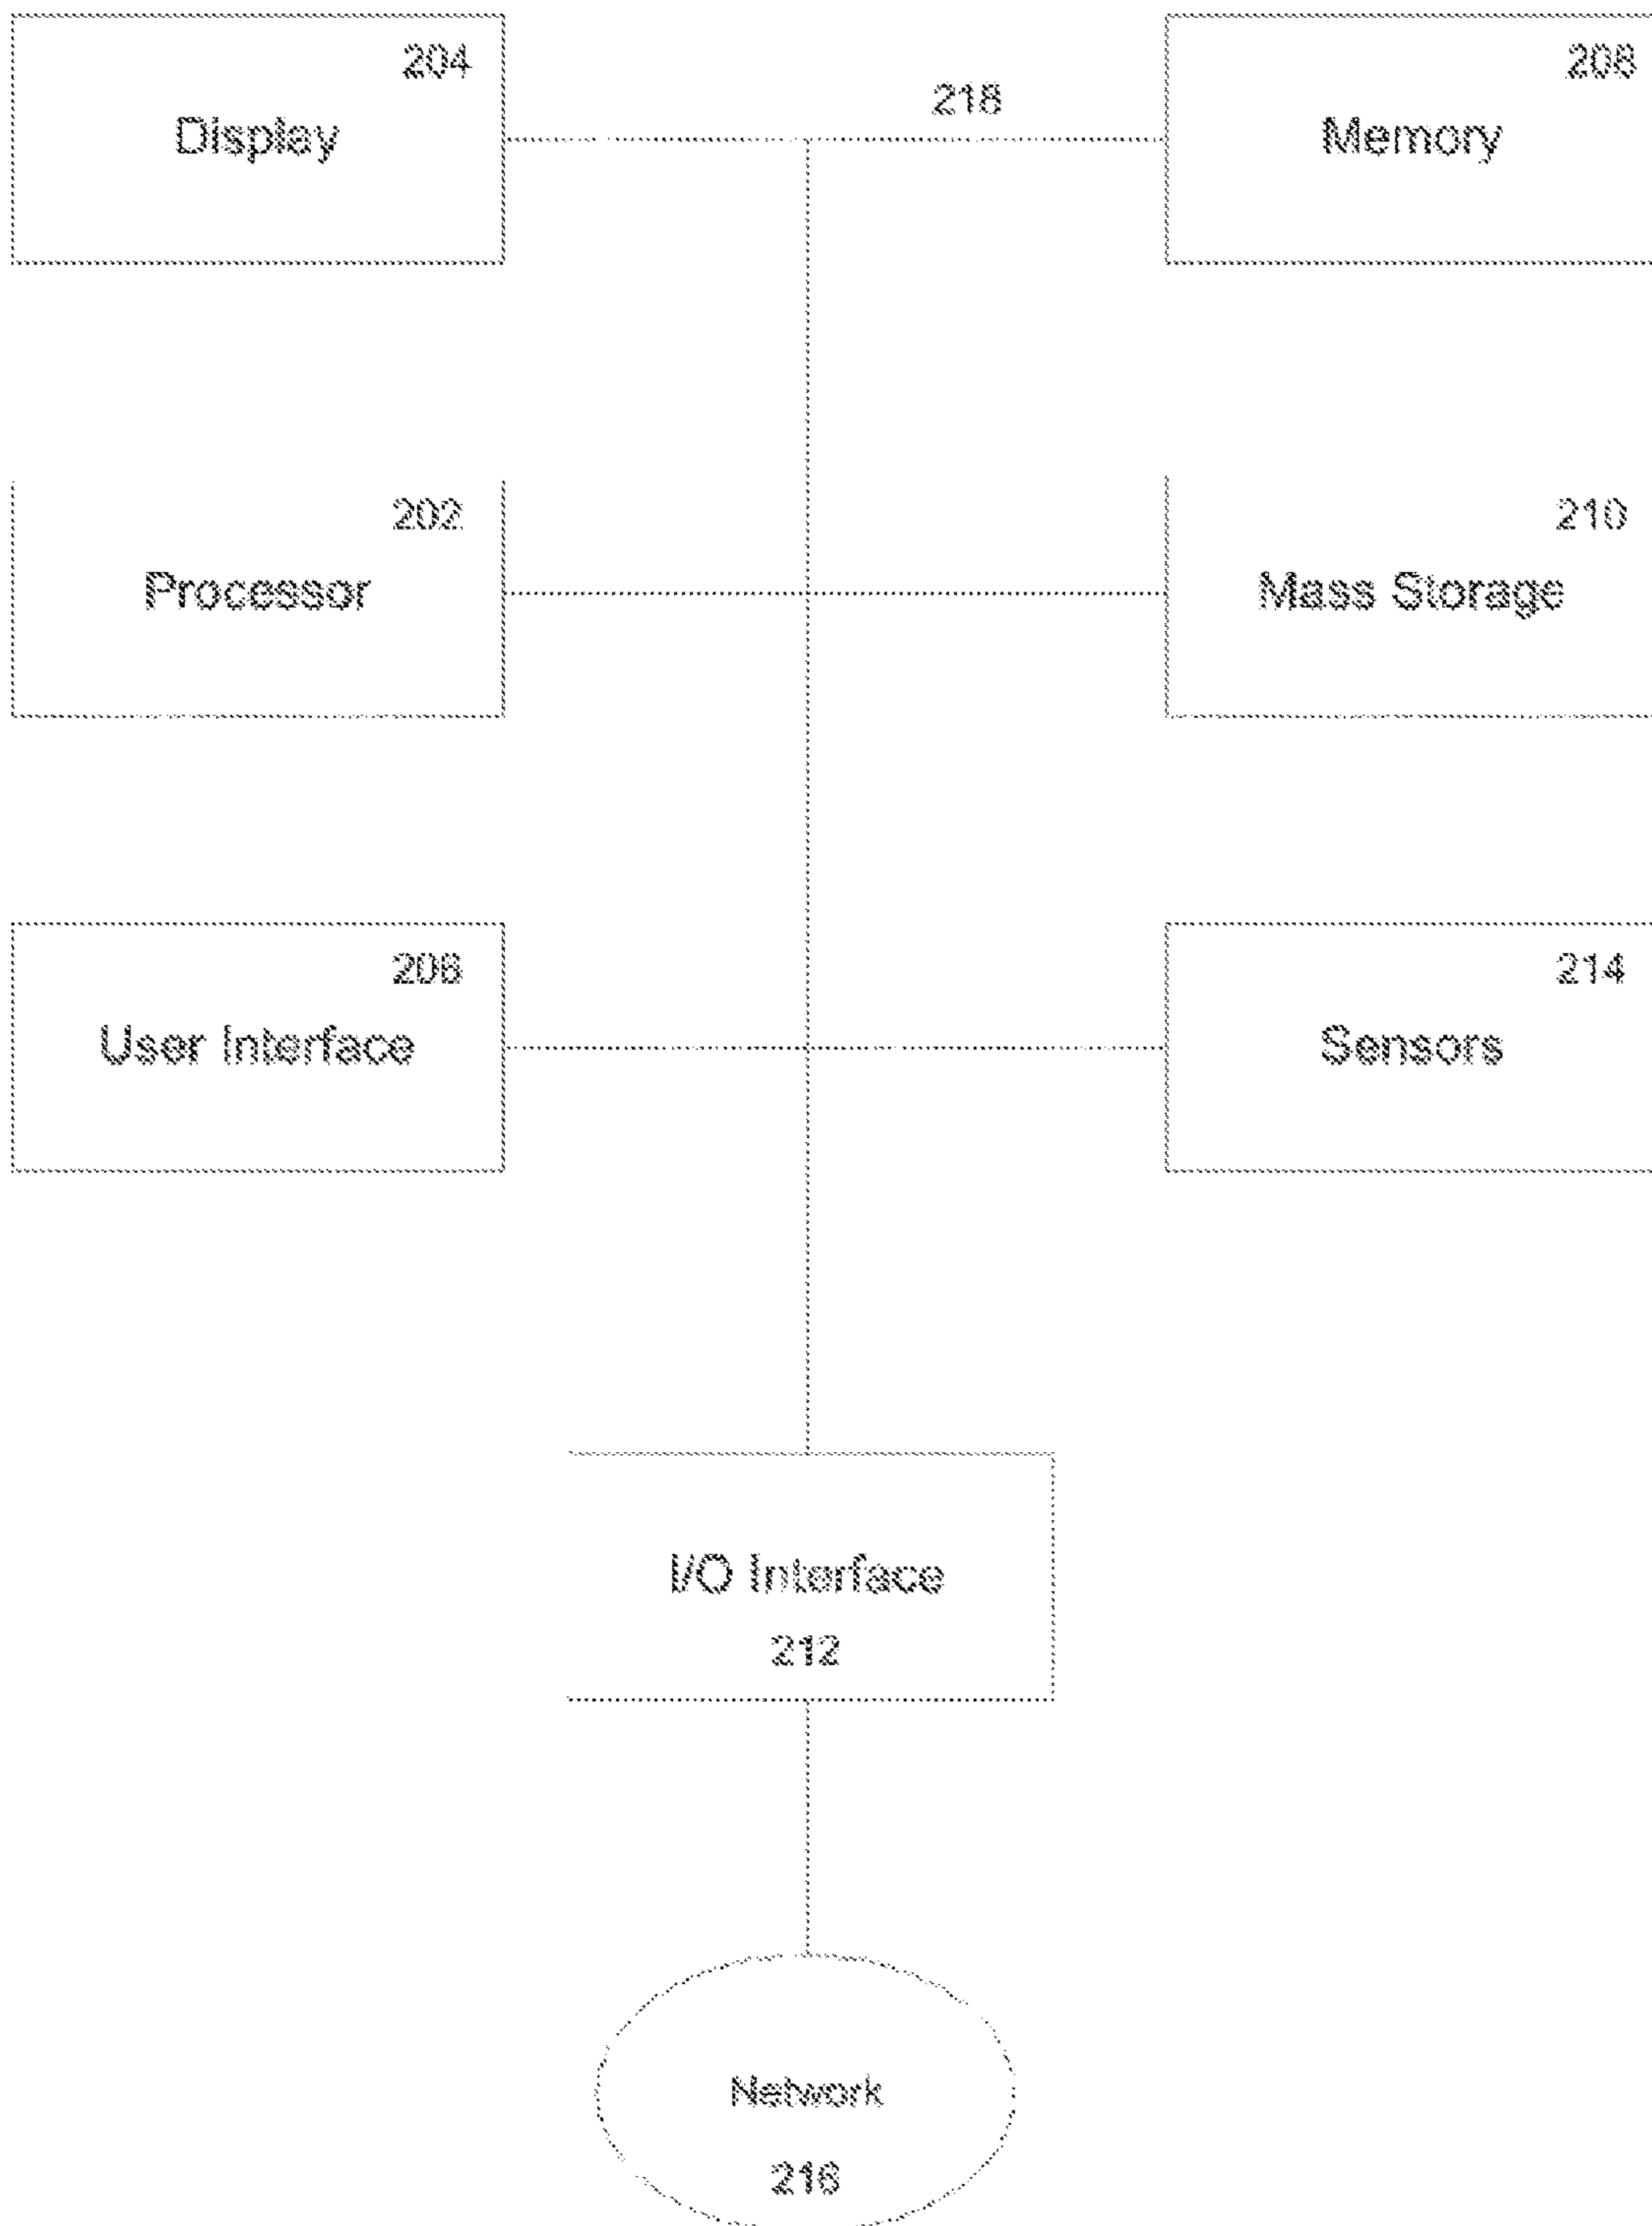 204
Display
218
208
Memory
202
Processor
210
Mass Storage
206
User Interface
214
Sensors
I/O Interface
212
Network
216